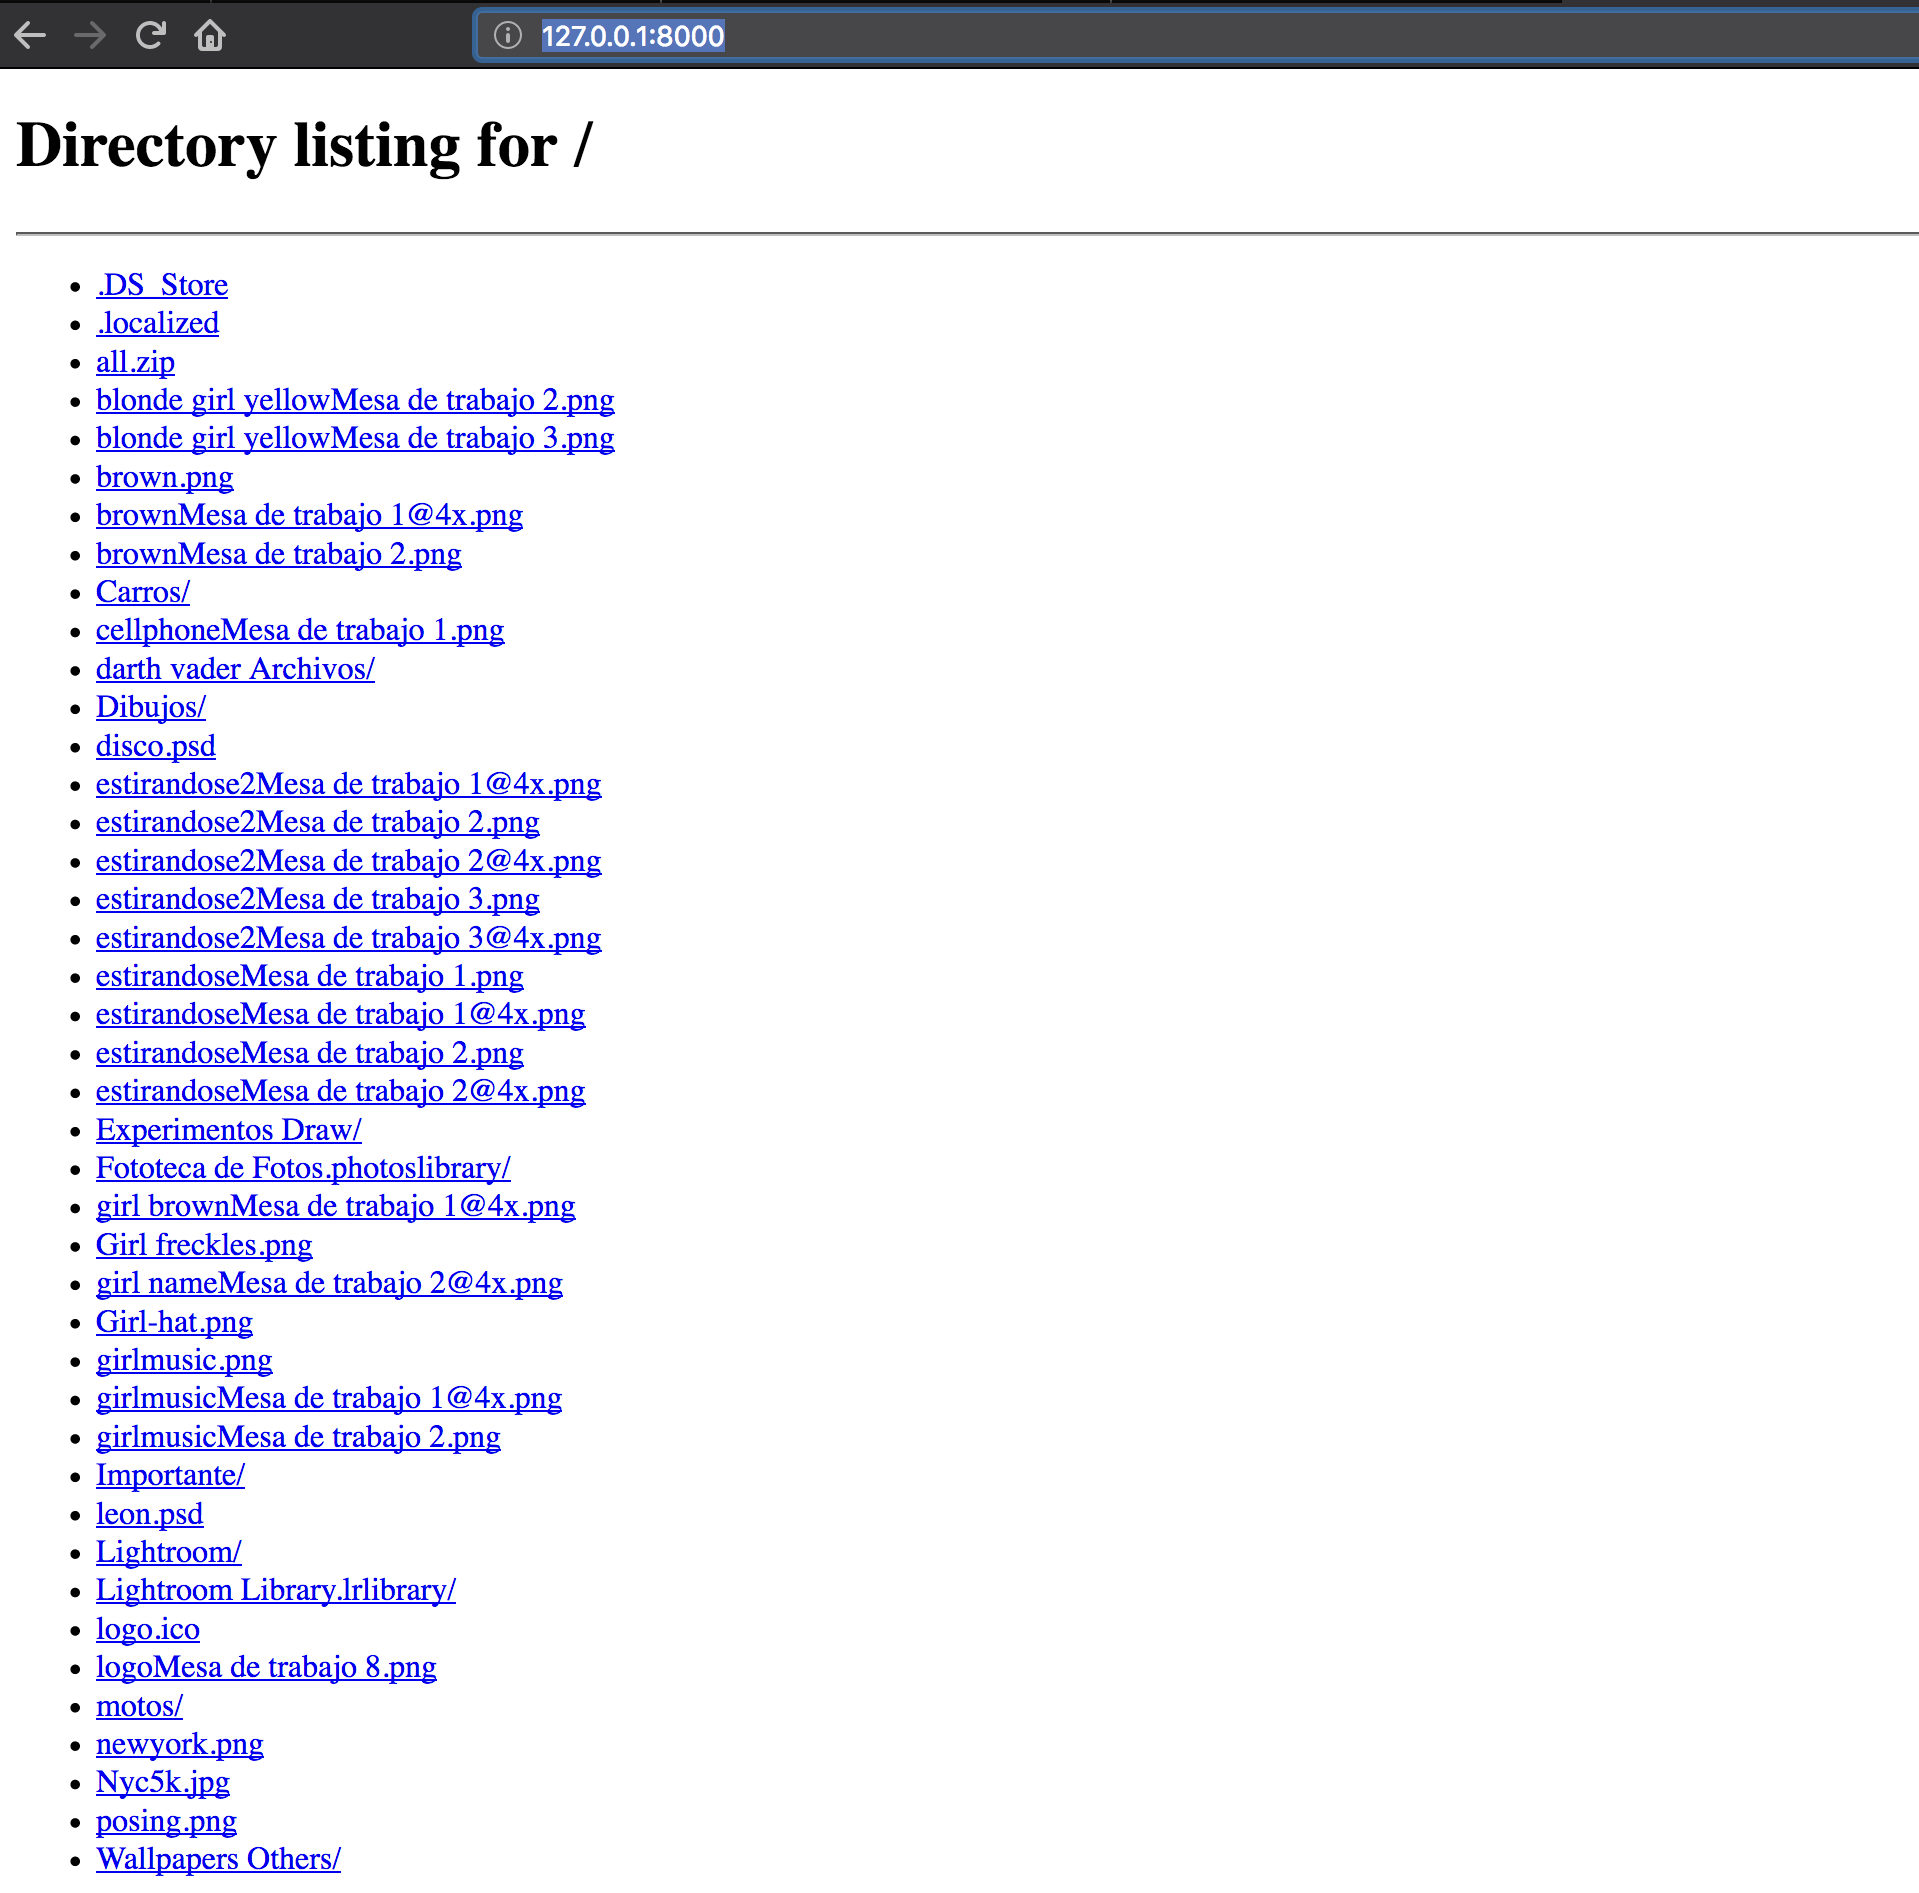 127.0.0.1:8000
Directory listing for /
.DS_Store
.localized
all.zip
blonde girl yellowMesa de trabajo 2.png
blonde girl yellowMesa de trabajo 3.png
brown.png
brownMesa de trabajo 1@4x.png
brownMesa de trabajo 2.png
Carros/
cellphoneMesa de trabajo 1.png
darth vader Archivos/
Dibujos/
disco.psd
estirandose2Mesa de trabajo 1@4x.png
estirandose2Mesa de trabajo 2.png
estirandose2Mesa de trabajo 2@4x.png
estirandose2Mesa de trabajo 3.png
estirandose2Mesa de trabajo 3@4x.png
estirandoseMesa de trabajo 1.png
estirandoseMesa de trabajo 1@4x.png
estirandoseMesa de trabajo 2.png
estirandoseMesa de trabajo 2@4x.png
Experimentos Draw/
Fototeca de Fotos.photoslibrary/
girl brownMesa de trabajo 1@4x.png
Girl freckles.png
girl nameMesa de trabajo 2@4x.png
Girl-hat.png
girlmusic.png
girlmusicMesa de trabajo 1@4x.png
girlmusicMesa de trabajo 2.png
Importante/
leon.psd
Lightroom/
Lightroom Library.lrlibrary/
logo.ico
logoMesa de trabajo 8.png
motos/
newyork.png
Nyc5k.jpg
posing.png
Wallpapers Others/